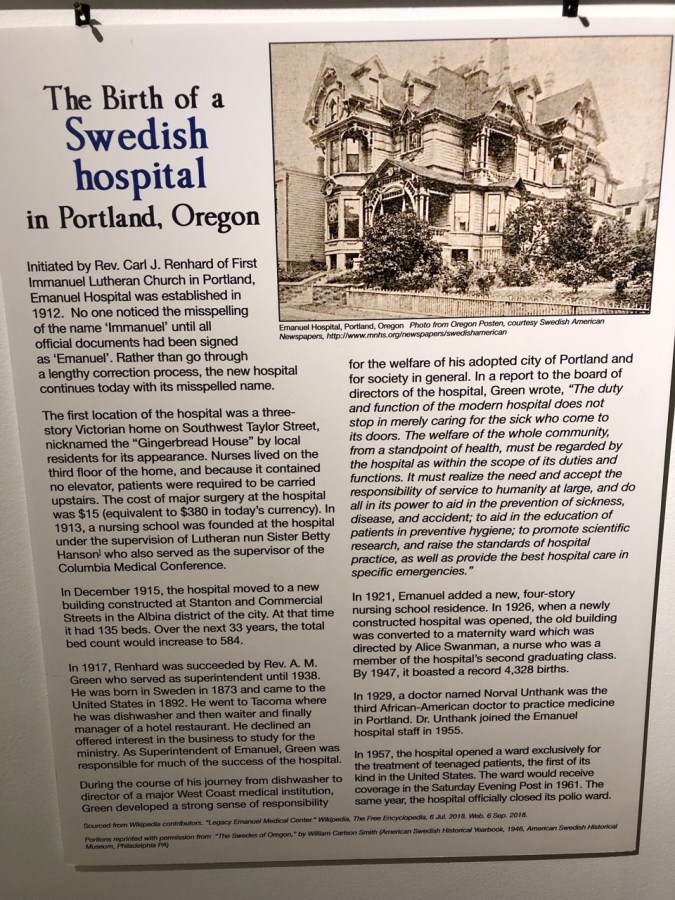 The Birth of a
Swedish
hospital
in Portland, Oregon
Initiated by Rev. Carl J. Renhard of First
Immanuel Lutheran Church in Portland,
Emanuel Hospital was established in
1912. No one noticed the misspelling
of the name 'Immanuel' until all
official documents had been signed
as 'Emanuel'. Rather than go through
a lengthy correction process, the new hospital
continues today with its misspelled name.
The first location of the hospital was a three-
story Victorian home on Southwest Taylor Street,
nicknamed the "Gingerbread House" by local
residents for its appearance. Nurses lived on the
third floor of the home, and because it contained
no elevator, patients were required to be carried
upstairs. The cost of major surgery at the hospital
was $15 (equivalent to $380 in today's currency). In
1913, a nursing school was founded at the hospital
under the supervision of Lutheran nun Sister Betty
Hanson who also served as the supervisor of the
Columbia Medical Conference.
In December 1915, the hospital moved to a new
building constructed at Stanton and Commercial
Streets in the Albina district of the city. At that time
it had 135 beds. Over the next 33 years, the total
bed count would increase to 584.
In 1917, Renhard was succeeded by Rev. A. M.
Green who served as superintendent until 1938.
He was born in Sweden in 1873 and came to the
United States in 1892. He went to Tacoma where
he was dishwasher and then waiter and finally
manager of a hotel restaurant. He declined an
offered interest in the business to study for the
ministry. As Superintendent of Emanuel, Green was
responsible for much of the success of the hospital.
During the course of his journey from dishwasher to
director of a major West Coast medical institution,
Green developed a strong sense of responsibility
Emanuel Hospital, Portland, Oregon Photo from Oregon Posten, courtesy Swedish American
Newspapers, http://www.mnhs.org/newspapers/swedishamerican
for the welfare of his adopted city of Portland and
for society in general. In a report to the board of
directors of the hospital, Green wrote, "The duty
and function of the modern hospital does not
stop in merely caring for the sick who come to
its doors. The welfare of the whole community,
from a standpoint of health, must be regarded by
the hospital as within the scope of its duties and
functions. It must realize the need and accept the
responsibility of service to humanity at large, and do
all in its power to aid in the prevention of sickness,
disease, and accident; to aid in the education of
patients in preventive hygiene; to promote scientific
research, and raise the standards of hospital
practice, as well as provide the best hospital care in
specific emergencies."
In 1921, Emanuel added a new, four-story
nursing school residence. In 1926, when a newly
constructed hospital was opened, the old building
was converted to a maternity ward which was
directed by Alice Swanman, a nurse who was a
member of the hospital's second graduating class.
By 1947, it boasted a record 4,328 births.
In 1929, a doctor named Norval Unthank was the
third African-American doctor to practice medicine
in Portland. Dr. Unthank joined the Emanuel
hospital staff in 1955.
In 1957, the hospital opened a ward exclusively for
the treatment of teenaged patients, the first of its
kind in the United States. The ward would receive
coverage in the Saturday Evening Post in 1961. The
same year, the hospital officially closed its polio ward.
Sourced from Wikipedia contributors. "Legacy Emanuel Medical Center." Wikipedia, The Free Encyclopedia, 6 Jul. 2018. Web. 6 Sep. 2018.
Portions reprinted with permission from "The Swedes of Oregon," by William Carlson Smith (American Swedish Historical Yearbook, 1946, American Swedish Historical
Museum, Philadelphia PA)